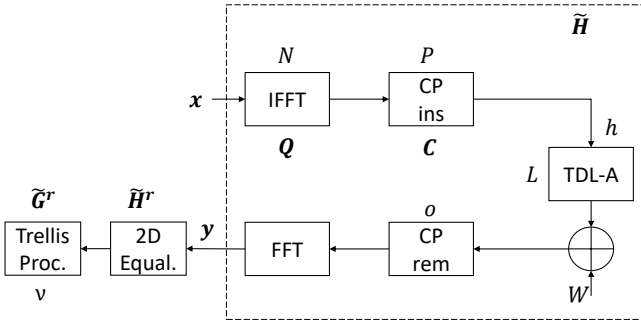 H̃
N
P
x
IFFT
CP
ins
Q
C
h
L
TDL-A
G̃ʳ
H̃ʳ
o
Trellis
Proc.
2D
Equal.
y
FFT
CP
rem
ν
W